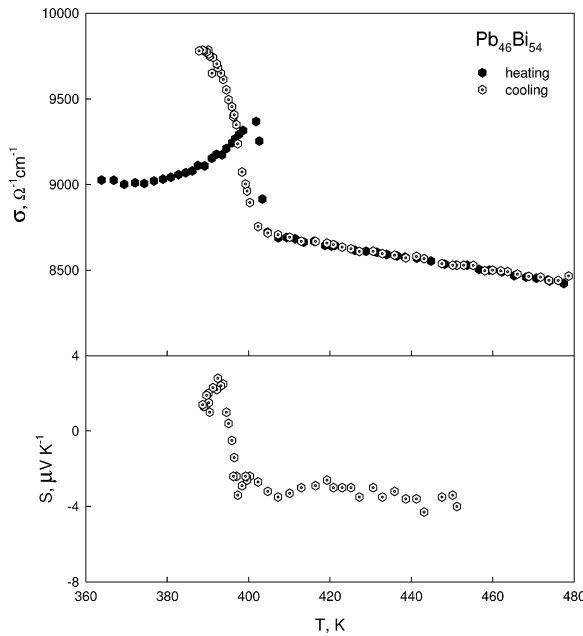 Pb46Bi54
heating
cooling
10000
9500
9000
8500
σ, Ω⁻¹cm⁻¹
4
0
-4
-8
S, μV K⁻¹
360 380 400 420 440 460 480
T, K